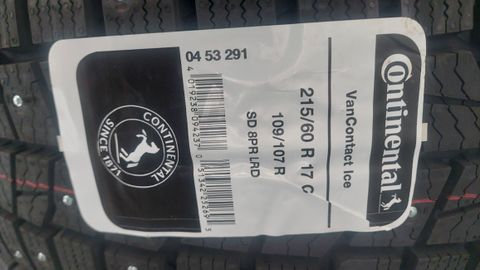 Continental
VanContact Ice
215/60 R 17 C
109/107 R
SD 8PR LRD
04 53 291
CONTINENTAL
SINCE 1871